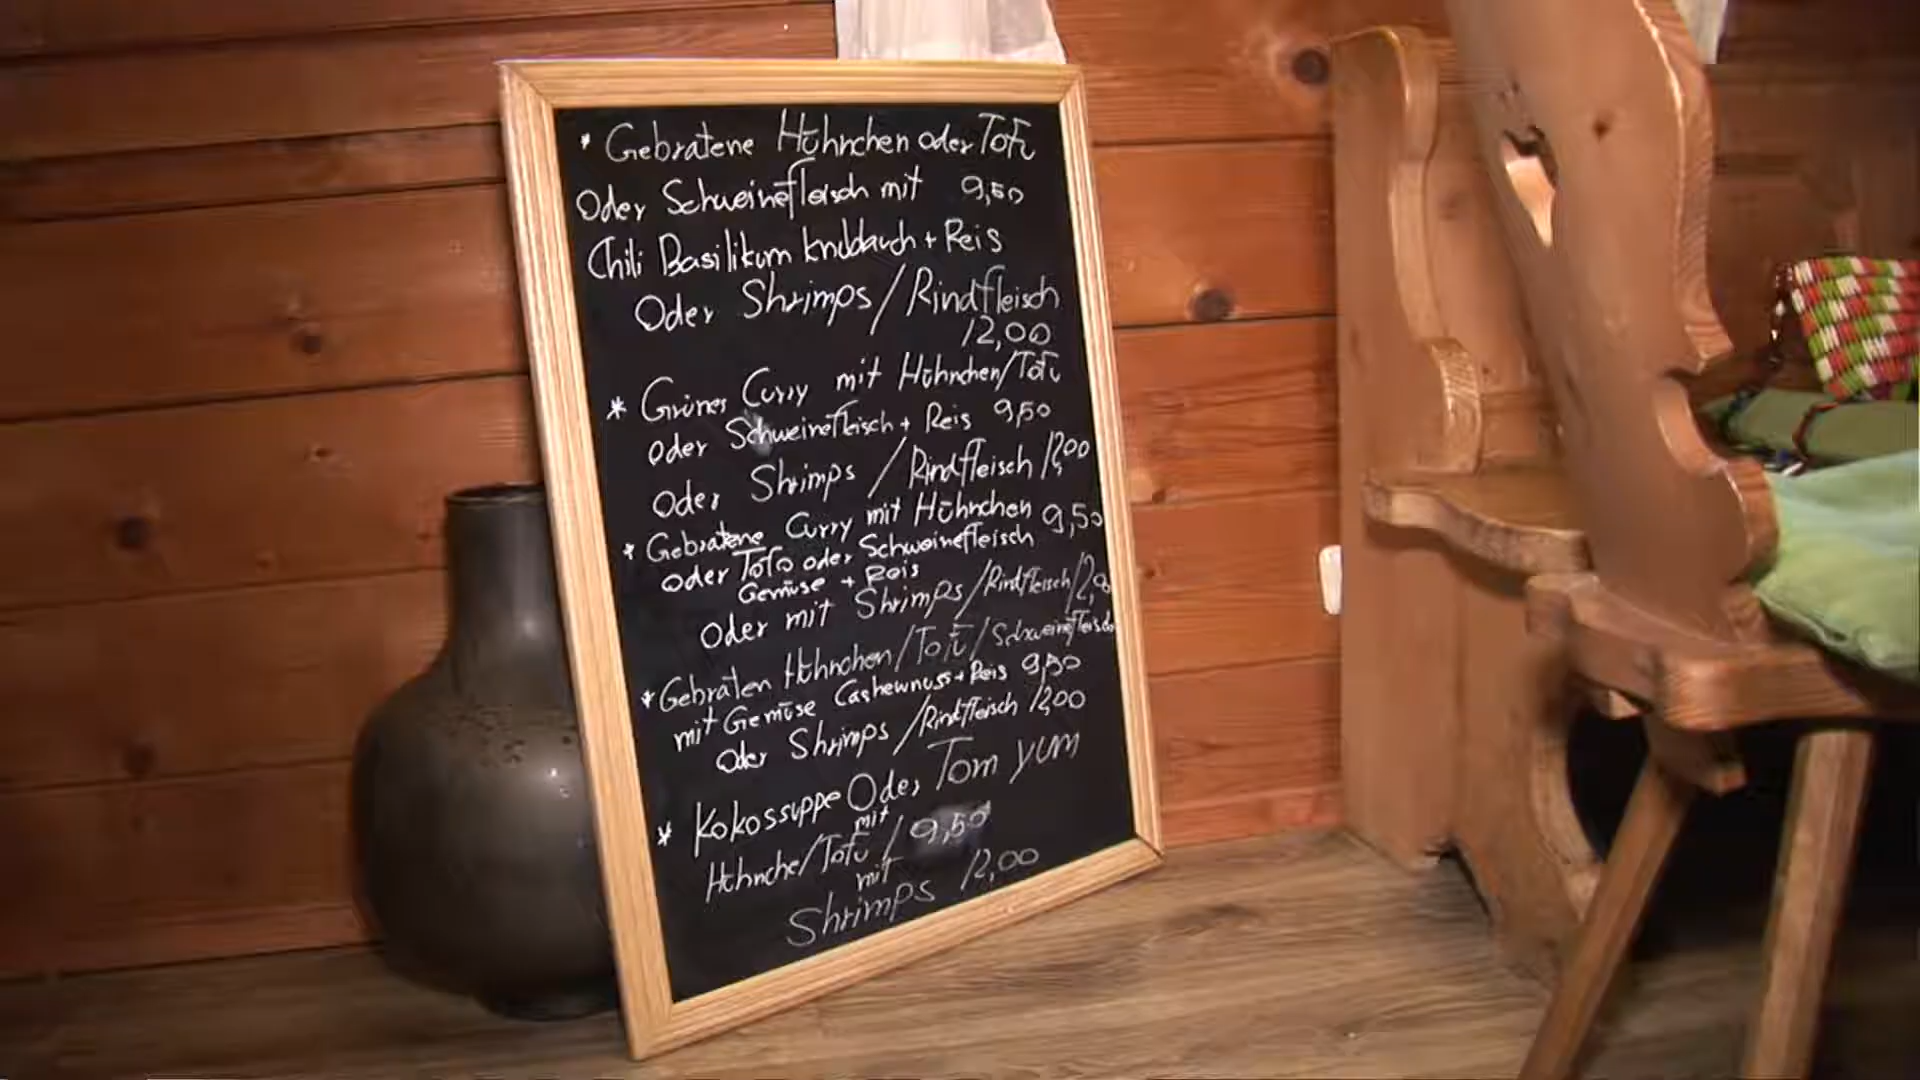 * Gebratene Hühnchen oder Tofu
Oder Schweinefleisch mit 9,50
Chili Basilikum knoblauch + Reis
Oder Shrimps / Rindfleisch
12,00
* Grünes Curry mit Hühnchen/Tofu
oder Schweinefleisch + Reis 9,50
oder Shrimps / Rindfleisch 12,00
* Gebratene Curry mit Hühnchen 9,50
oder Tofu oder Schweinefleisch
Gemüse + Reis
Oder mit Shrimps / Rindfleisch 12,00
* Gebraten Hühnchen / Tofu / Schweinefleisch
mit Gemüse Cashewnuss + Reis 9,50
Oder Shrimps / Rindfleisch 12,00
* Kokossuppe Oder Tom yum
mit
Hühnche/Tofu / 9,50
mit
Shrimps 12,00